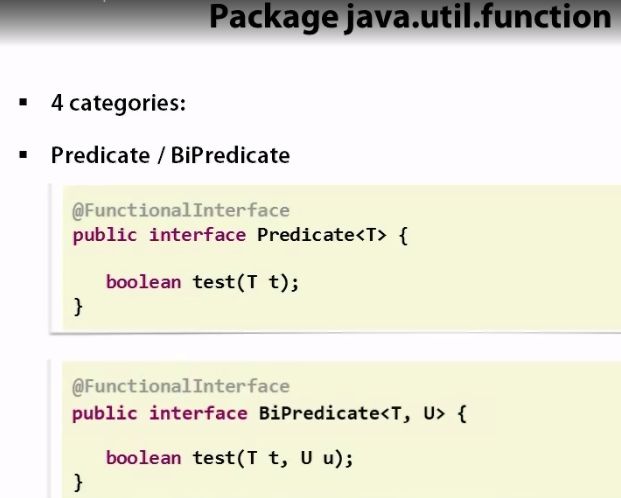 Package java.util.function
▪ 4 categories:
▪ Predicate / BiPredicate
@FunctionalInterface
public interface Predicate<T> {
boolean test(T t);
}
@FunctionalInterface
public interface BiPredicate<T, U> {
boolean test(T t, U u);
}